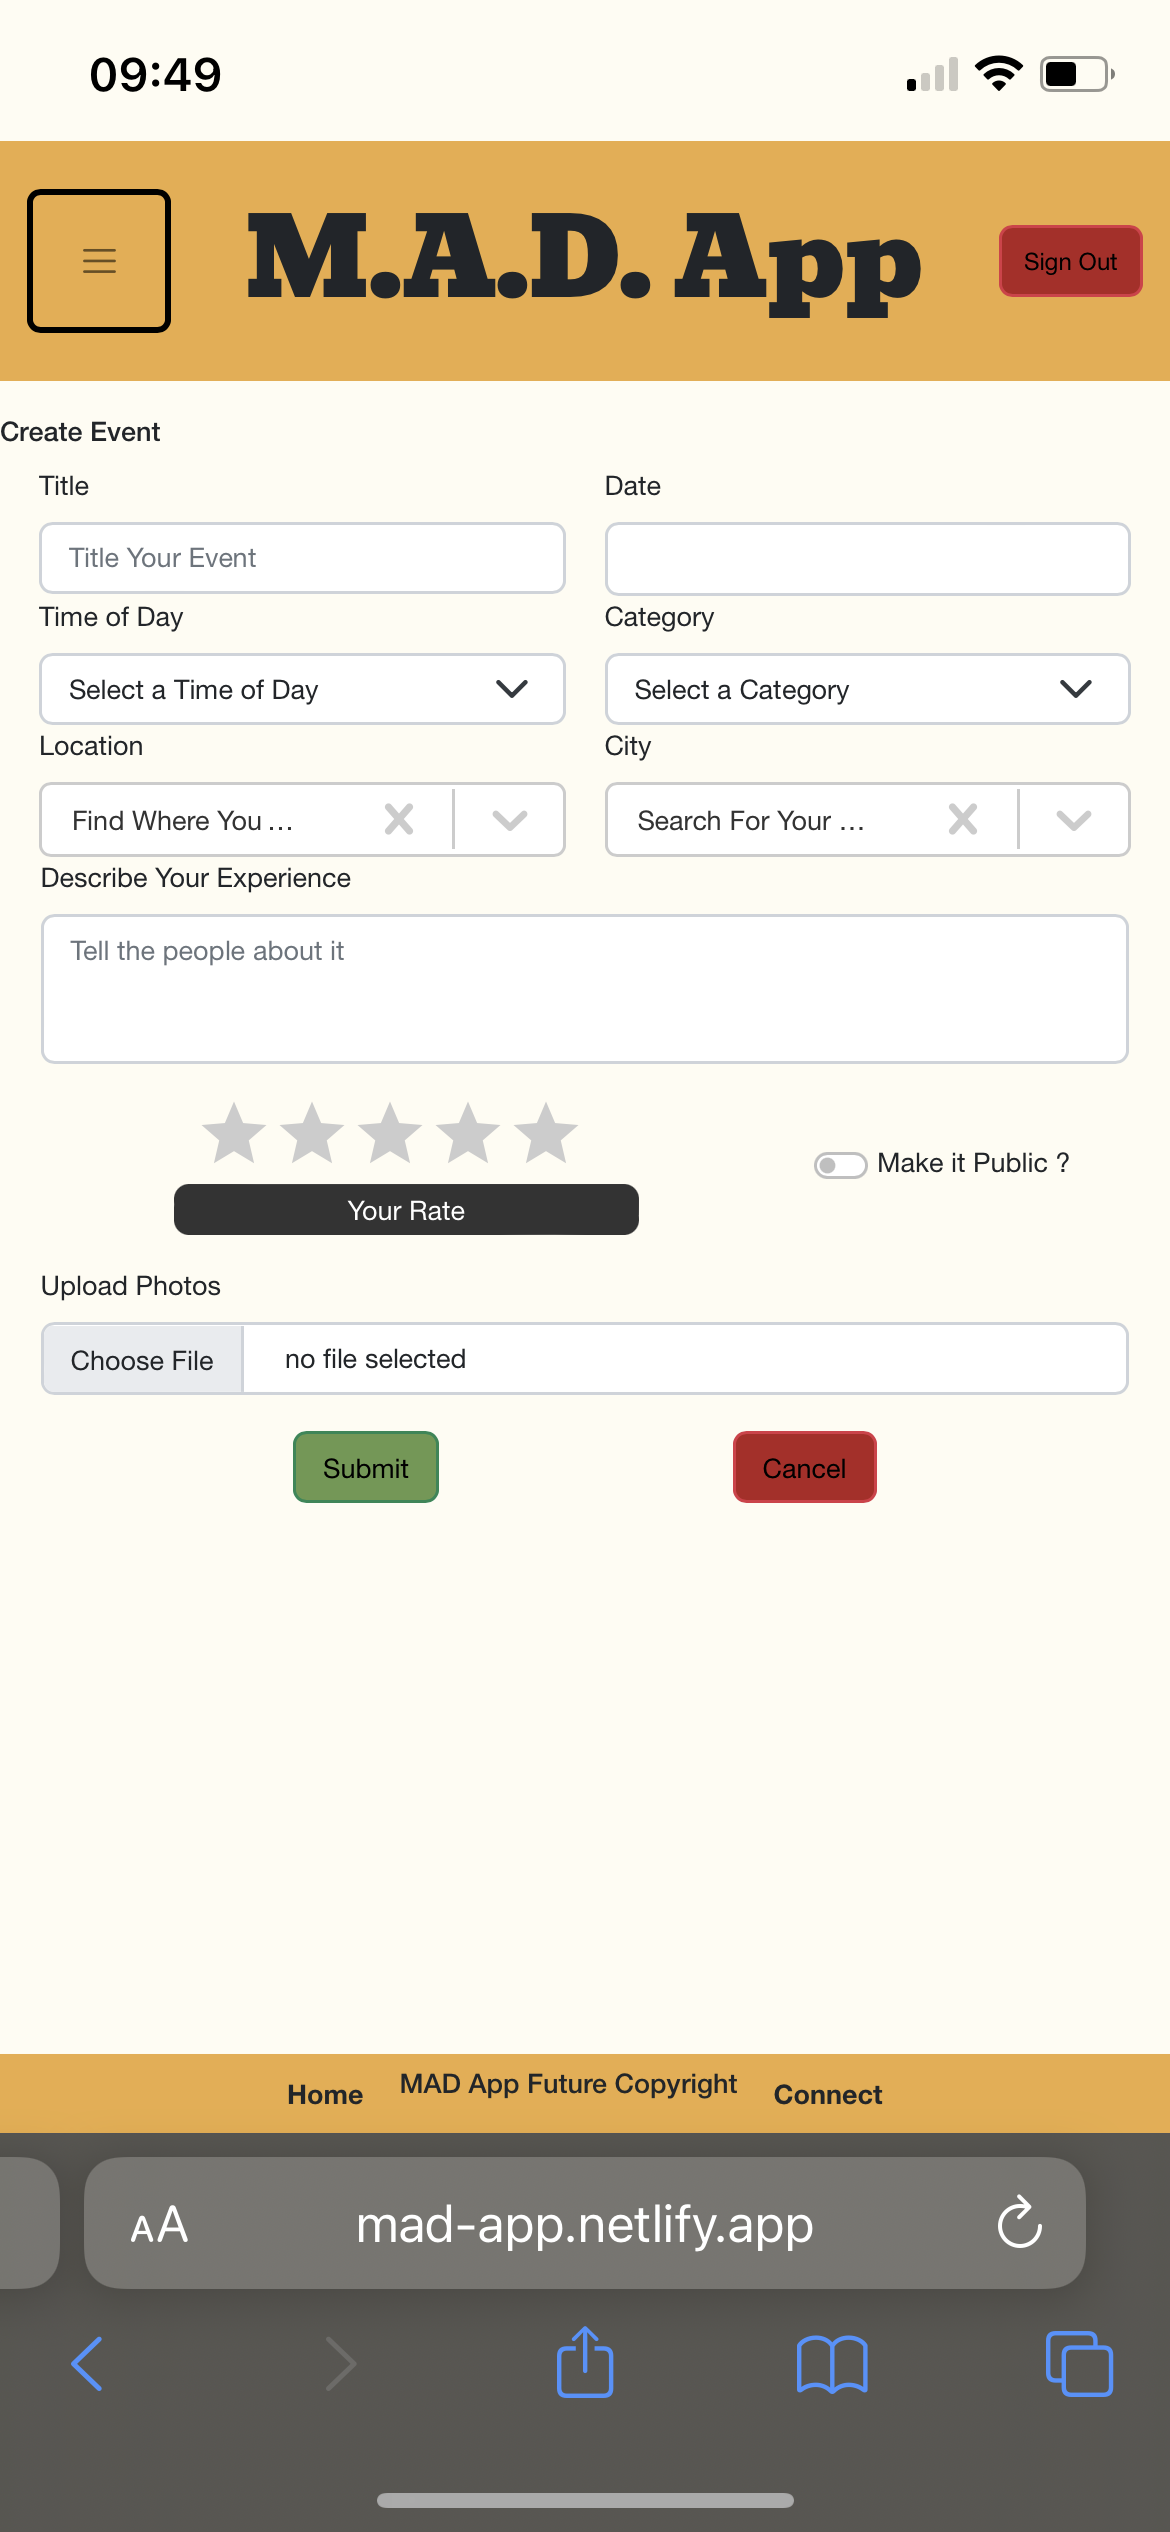 09:49
M.A.D. App
Sign Out
Create Event
Title
Date
Title Your Event
Time of Day
Category
Select a Time of Day
Select a Category
Location
City
Find Where You ...
Search For Your ...
Describe Your Experience
Tell the people about it
Make it Public ?
Your Rate
Upload Photos
Choose File
no file selected
Submit
Cancel
Home
MAD App Future Copyright
Connect
AA
mad-app.netlify.app